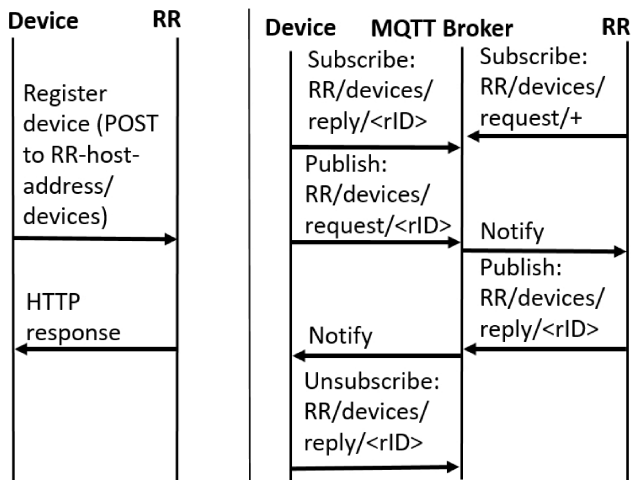 Device
RR
Register
device (POST
to RR-host-
address/
devices)
HTTP
response
Device
MQTT Broker
RR
Subscribe:
RR/devices/
reply/<rID>
Subscribe:
RR/devices/
request/+
Publish:
RR/devices/
request/<rID>
Notify
Publish:
RR/devices/
reply/<rID>
Notify
Unsubscribe:
RR/devices/
reply/<rID>